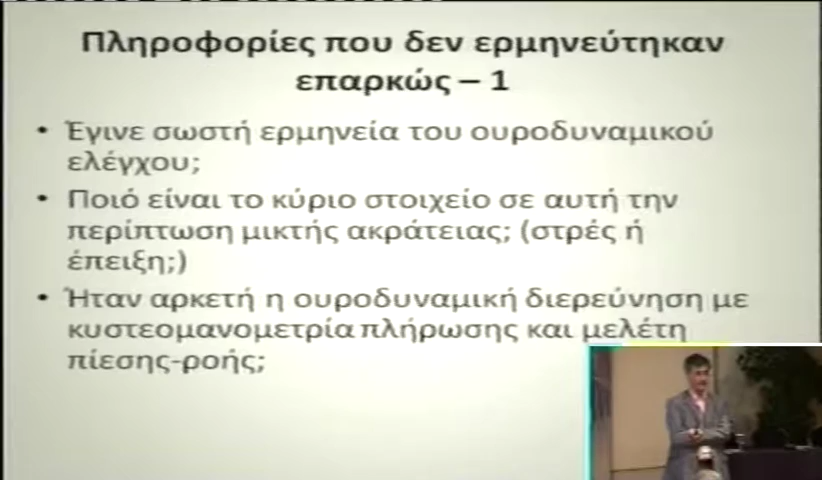 Πληροφορίες που δεν ερμηνεύτηκαν
επαρκώς – 1
• Έγινε σωστή ερμηνεία του ουροδυναμικού
ελέγχου;
• Ποιό είναι το κύριο στοιχείο σε αυτή την
περίπτωση μικτής ακράτειας; (στρές ή
έπειξη;)
• Ήταν αρκετή η ουροδυναμική διερεύνηση με
κυστεομανομετρία πλήρωσης και μελέτη
πίεσης-ροής;